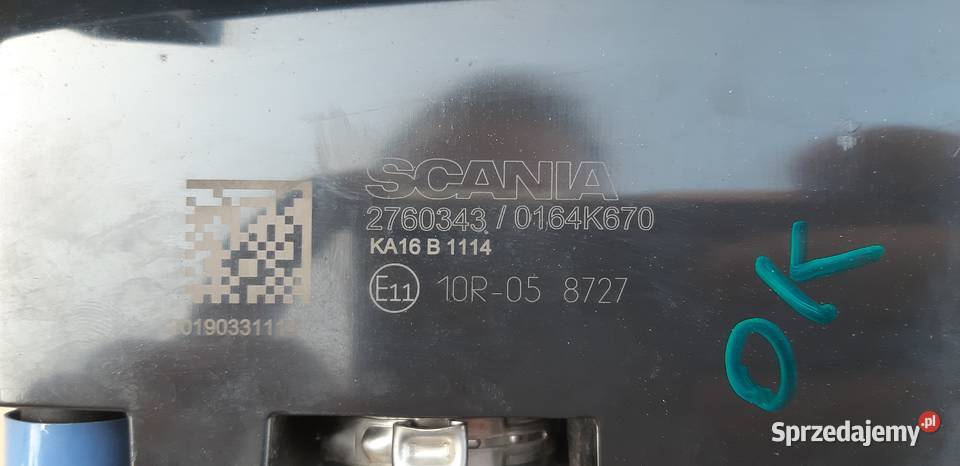 SCANIA
2760343 / 0164K670
KA16 B 1114
E11 10R-05 8727
OK
Sprzedajemy.pl